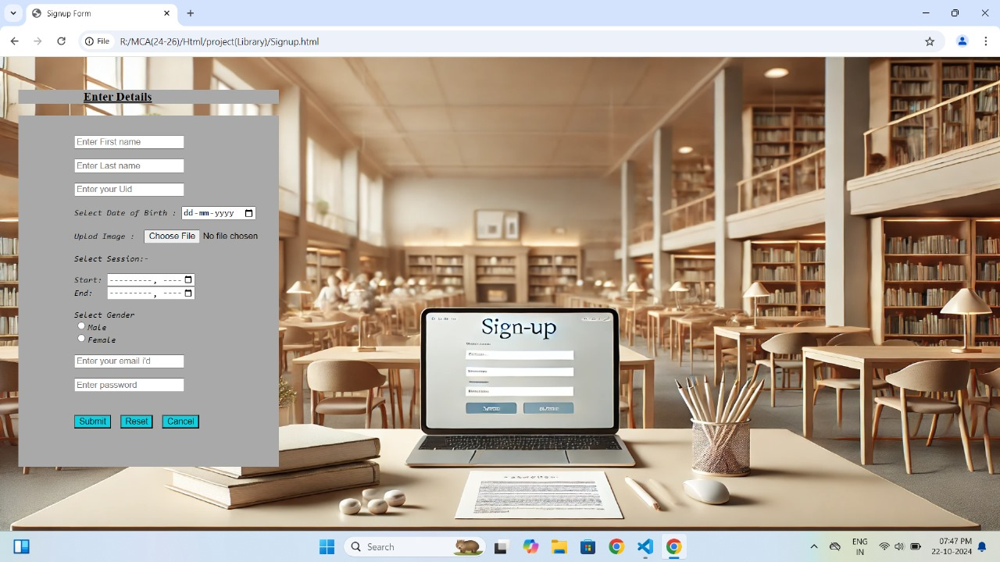 Signup Form
File R:/MCA(24-26)/Html/project(Library)/Signup.html
Enter Details
Enter First name
Enter Last name
Enter your Uid
Select Date of Birth : dd-mm-yyyy
Uplod Image : Choose File No file chosen
Select Session:-
Start: ---------, ----
End: ---------, ----
Select Gender
Male
Female
Enter your email i'd
Enter password
Submit Reset Cancel
Sign-up
Search
ENG
IN
07:47 PM
22-10-2024